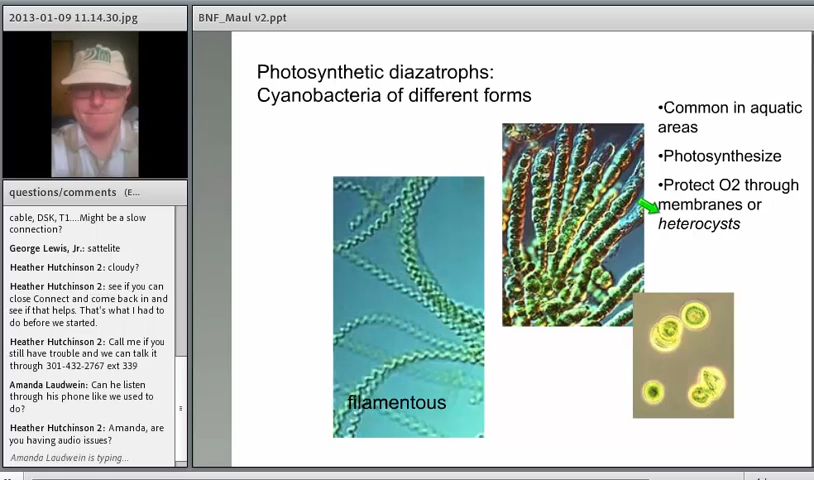 2013-01-09 11.14.30.jpg
questions/comments (E...
cable, DSK, T1....Might be a slow
connection?
George Lewis, Jr.: sattelite
Heather Hutchinson 2: cloudy?
Heather Hutchinson 2: see if you can
close Connect and come back in and
see if that helps. That's what I had to
do before we started.
Heather Hutchinson 2: Call me if you
still have trouble and we can talk it
through 301-432-2767 ext 339
Amanda Laudwein: Can he listen
through his phone like we used to
do?
Heather Hutchinson 2: Amanda, are
you having audio issues?
Amanda Laudwein is typing...
BNF_Maul v2.ppt
Photosynthetic diazatrophs:
Cyanobacteria of different forms
•Common in aquatic
areas
•Photosynthesize
•Protect O2 through
membranes or
heterocysts
filamentous